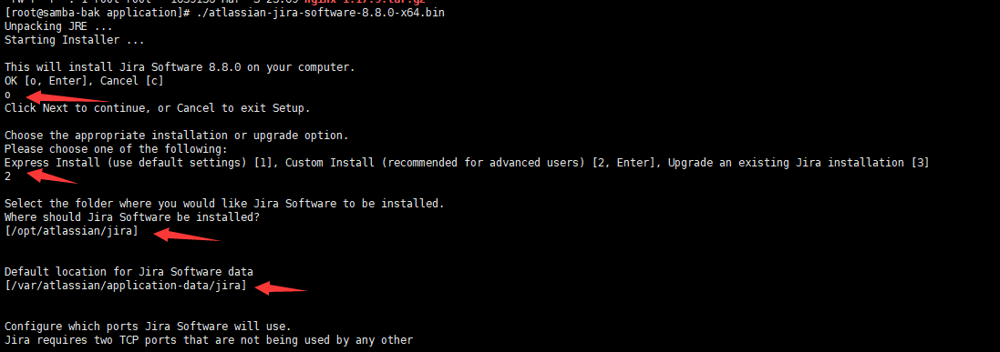 [root@samba-bak application]# ./atlassian-jira-software-8.8.0-x64.bin
Unpacking JRE ...
Starting Installer ...
This will install Jira Software 8.8.0 on your computer.
OK [o, Enter], Cancel [c]
o
Click Next to continue, or Cancel to exit Setup.
Choose the appropriate installation or upgrade option.
Please choose one of the following:
Express Install (use default settings) [1], Custom Install (recommended for advanced users) [2, Enter], Upgrade an existing Jira installation [3]
2
Select the folder where you would like Jira Software to be installed.
Where should Jira Software be installed?
[/opt/atlassian/jira]
Default location for Jira Software data
[/var/atlassian/application-data/jira]
Configure which ports Jira Software will use.
Jira requires two TCP ports that are not being used by any other